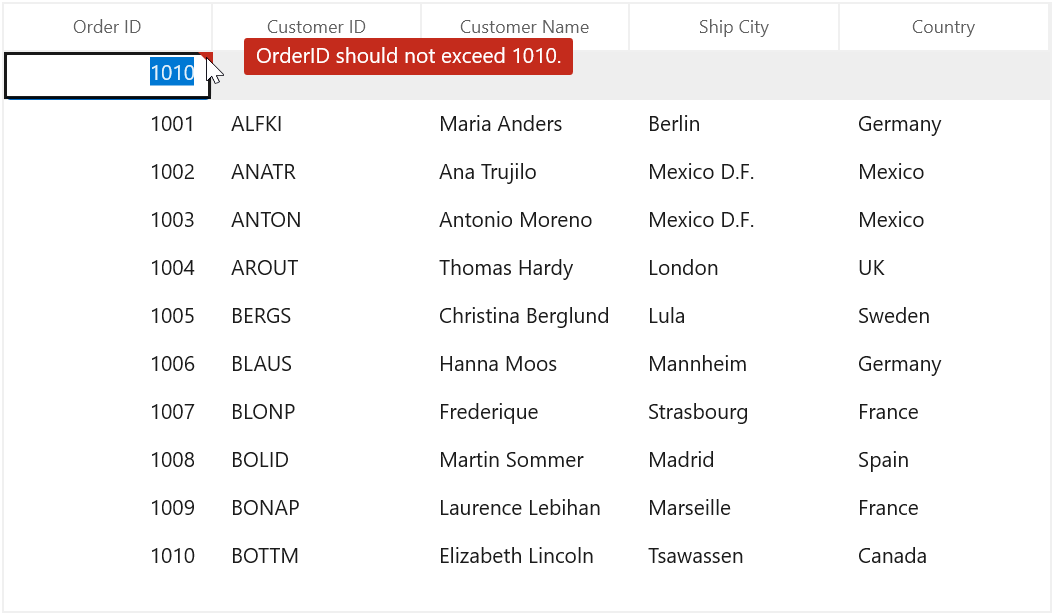 Order ID Customer ID Customer Name Ship City Country
OrderID should not exceed 1010.
1010
1001 ALFKI Maria Anders Berlin Germany
1002 ANATR Ana Trujilo Mexico D.F. Mexico
1003 ANTON Antonio Moreno Mexico D.F. Mexico
1004 AROUT Thomas Hardy London UK
1005 BERGS Christina Berglund Lula Sweden
1006 BLAUS Hanna Moos Mannheim Germany
1007 BLONP Frederique Strasbourg France
1008 BOLID Martin Sommer Madrid Spain
1009 BONAP Laurence Lebihan Marseille France
1010 BOTTM Elizabeth Lincoln Tsawassen Canada